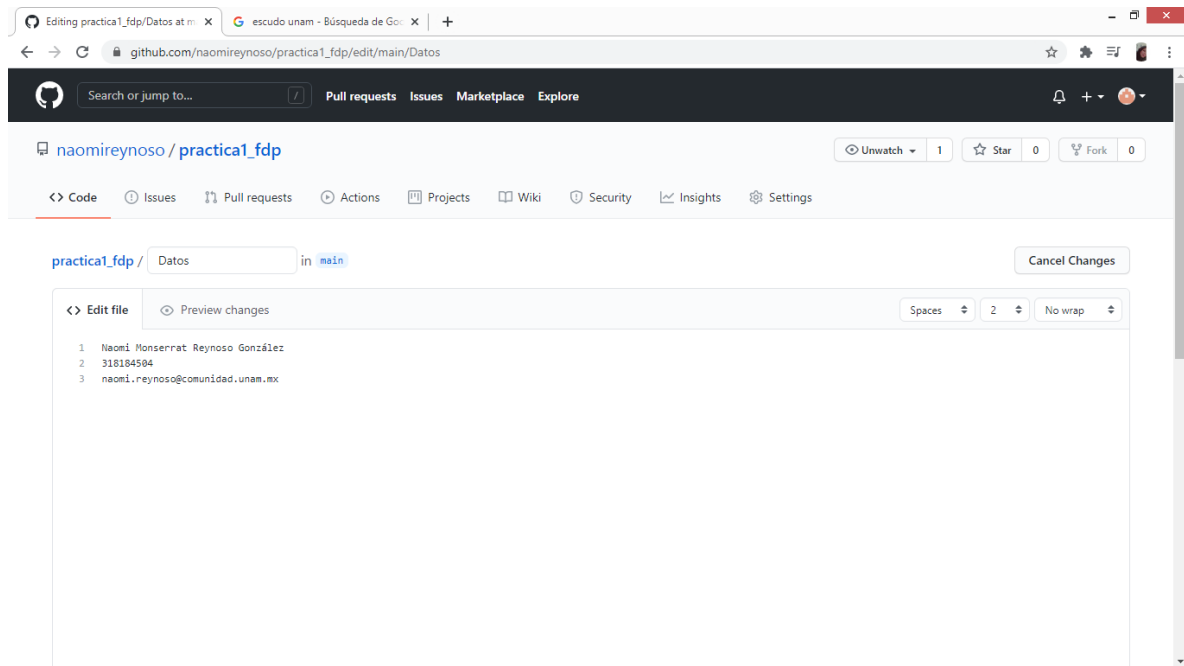 Editing practica1_fdp/Datos at m
escudo unam - Búsqueda de Goo
github.com/naomireynoso/practica1_fdp/edit/main/Datos
Search or jump to... /
Pull requests Issues Marketplace Explore
naomireynoso / practica1_fdp
Unwatch 1 Star 0 Fork 0
<> Code Issues Pull requests Actions Projects Wiki Security Insights Settings
practica1_fdp / Datos in main Cancel Changes
<> Edit file Preview changes Spaces 2 No wrap
1 Naomi Monserrat Reynoso González
2 318184504
3 naomi.reynoso@comunidad.unam.mx